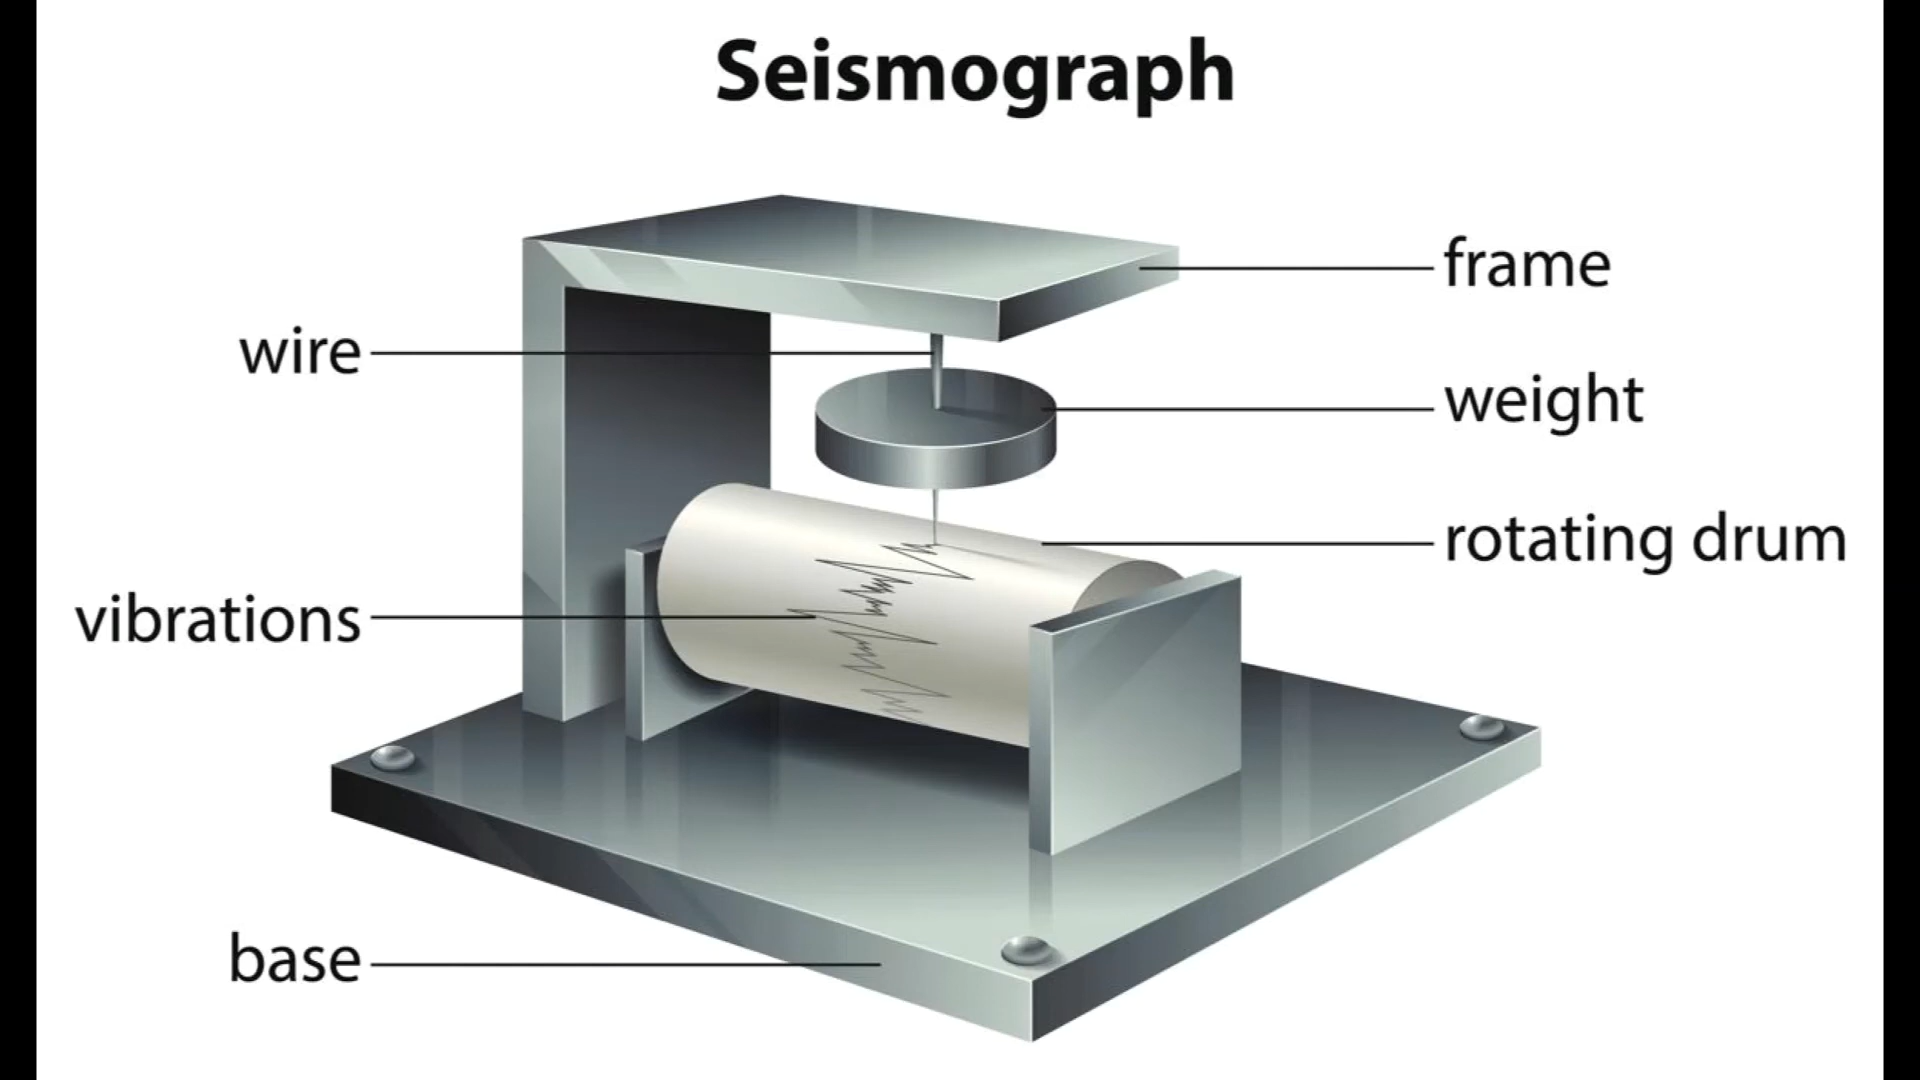 Seismograph
frame
wire
weight
rotating drum
vibrations
base